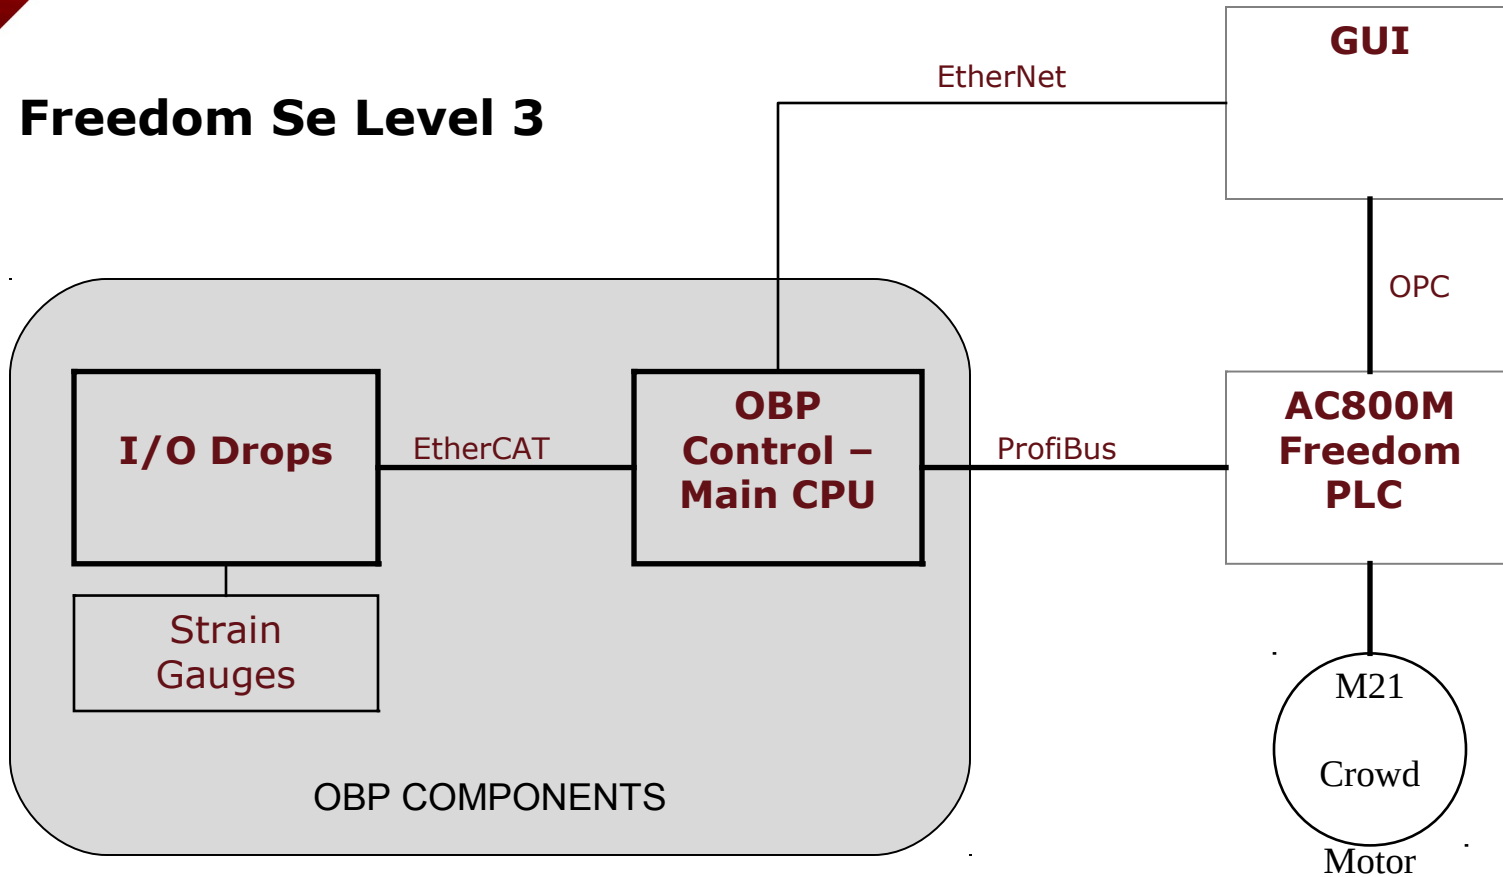 GUI
EtherNet
Freedom Se Level 3
OPC
I/O Drops
EtherCAT
OBP
Control –
Main CPU
ProfiBus
AC800M
Freedom
PLC
Strain
Gauges
M21
Crowd
Motor
OBP COMPONENTS